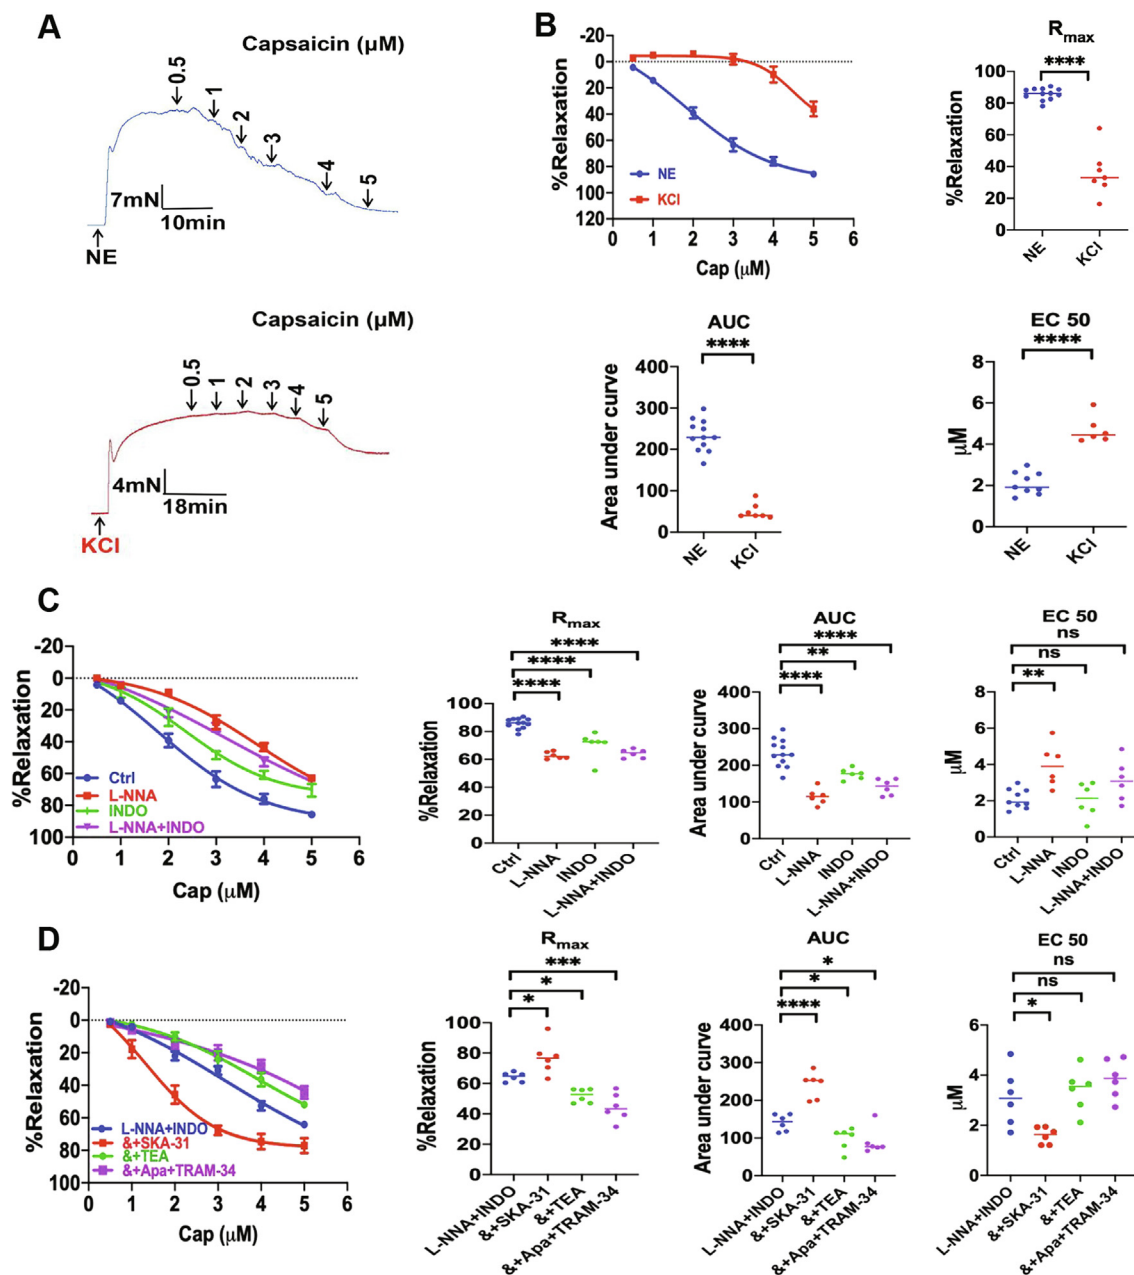 A
Capsaicin (μM)
0.5
1
2
3
4
5
7mN
10min
NE
Capsaicin (μM)
0.5
1
2
3
4
5
4mN
18min
KCl
B
-20
0
20
40
60
80
100
120
%Relaxation
NE
KCl
1 2 3 4 5 6
Cap (μM)
Rmax
****
100
80
60
40
20
0
%Relaxation
NE
KCl
AUC
****
400
300
200
100
0
Area under curve
NE
KCl
EC 50
****
8
6
4
2
0
μM
NE
KCl
C
-20
0
20
40
60
80
100
%Relaxation
Ctrl
L-NNA
INDO
L-NNA+INDO
0 1 2 3 4 5 6
Cap (μM)
Rmax
****
****
****
100
80
60
40
20
0
%Relaxation
Ctrl
L-NNA
INDO
L-NNA+INDO
AUC
****
**
****
400
300
200
100
0
Area under curve
Ctrl
L-NNA
INDO
L-NNA+INDO
EC 50
ns
ns
**
8
6
4
2
0
μM
Ctrl
L-NNA
INDO
L-NNA+INDO
D
-20
0
20
40
60
80
100
%Relaxation
L-NNA+INDO
&+SKA-31
&+TEA
&+Apa+TRAM-34
0 1 2 3 4 5 6
Cap (μM)
Rmax
***
*
*
100
80
60
40
20
0
%Relaxation
L-NNA+INDO
&+SKA-31
&+TEA
&+Apa+TRAM-34
AUC
*
*
****
400
300
200
100
0
Area under curve
L-NNA+INDO
&+SKA-31
&+TEA
&+Apa+TRAM-34
EC 50
ns
ns
*
6
4
2
0
μM
L-NNA+INDO
&+SKA-31
&+TEA
&+Apa+TRAM-34